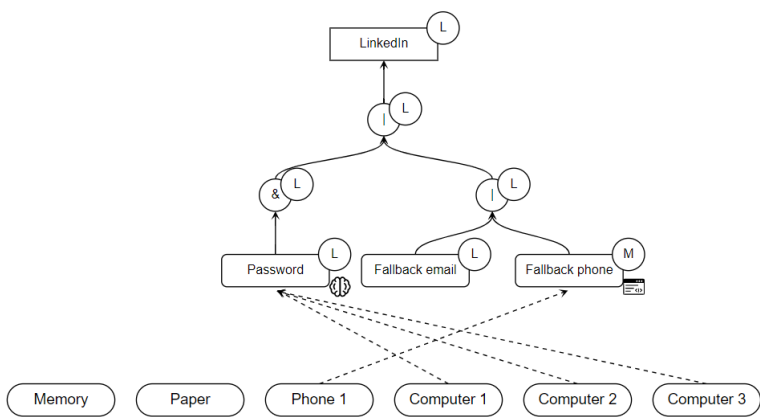 L
LinkedIn
L
|
L
&
L
|
L
Password
L
Fallback email
M
Fallback phone
Memory
Paper
Phone 1
Computer 1
Computer 2
Computer 3